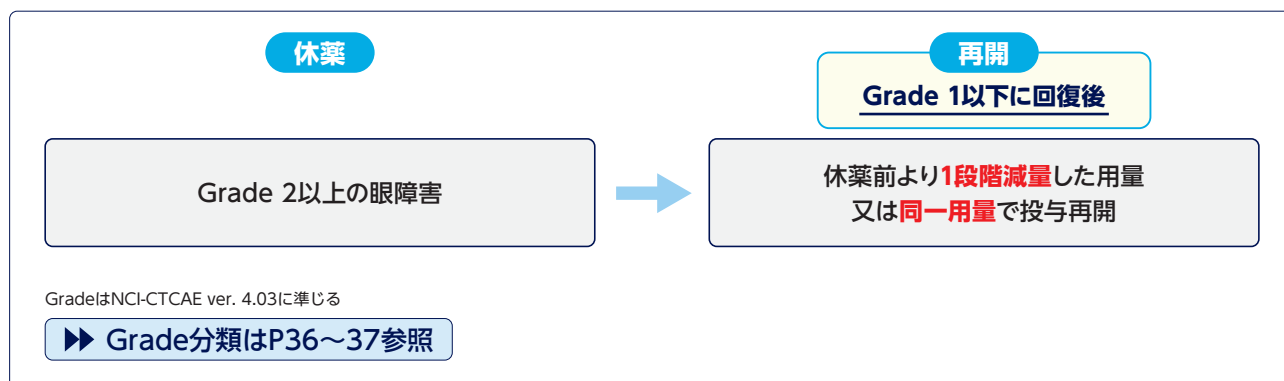 休薬
再開
Grade 1以下に回復後
Grade 2以上の眼障害
休薬前より1段階減量した用量
又は同一用量で投与再開
GradeはNCI-CTCAE ver. 4.03に準じる
▶▶ Grade分類はP36～37参照